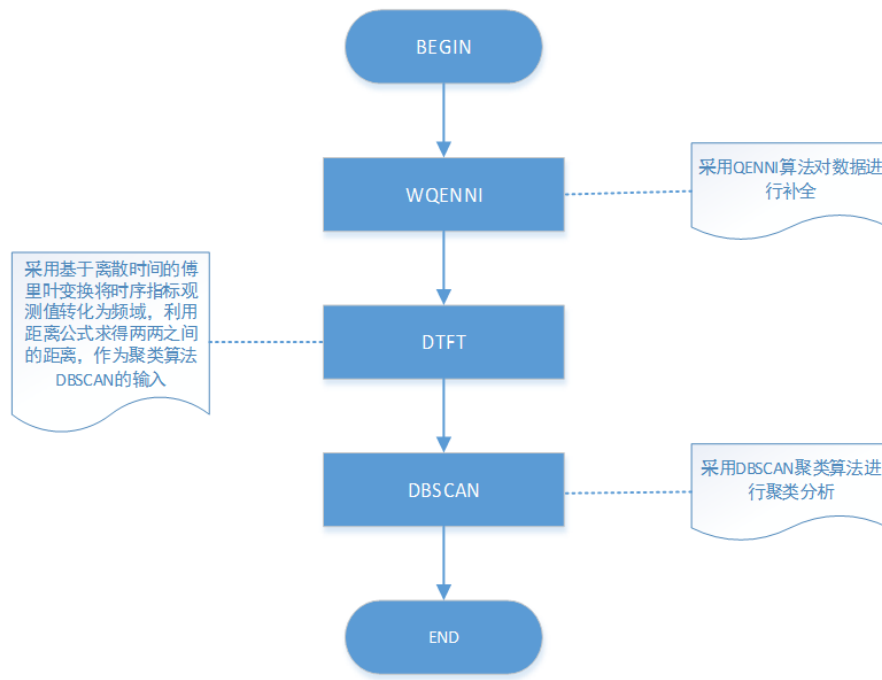 BEGIN
WQENNI
采用QENNI算法对数据进
行补全
采用基于离散时间的傅
里叶变换将时序指标观
测值转化为频域，利用
距离公式求得两两之间
的距离，作为聚类算法
DBSCAN的输入
DTFT
DBSCAN
采用DBSCAN聚类算法进
行聚类分析
END